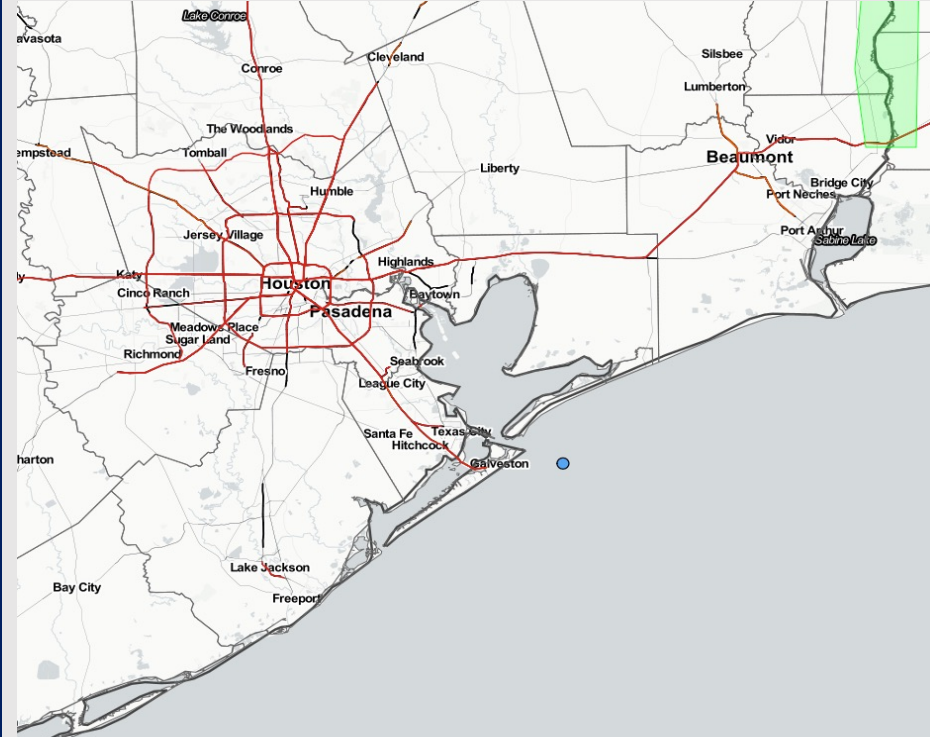 Lake Conroe
avasota
Cleveland
Silsbee
Conroe
Lumberton
The Woodlands
Vidor
empstead
Tomball
Beaumont
Liberty
Bridge City
Humble
Port Neches
Port Arthur
Jersey Village
Sabine Lake
Highlands
Katy
ly
Houston
Cinco Ranch
Baytown
Pasadena
Meadows Place
Sugar Land
Richmond
Seabrook
Fresno
League City
Santa Fe
Texas City
Hitchcock
harton
Galveston
Lake Jackson
Bay City
Freeport